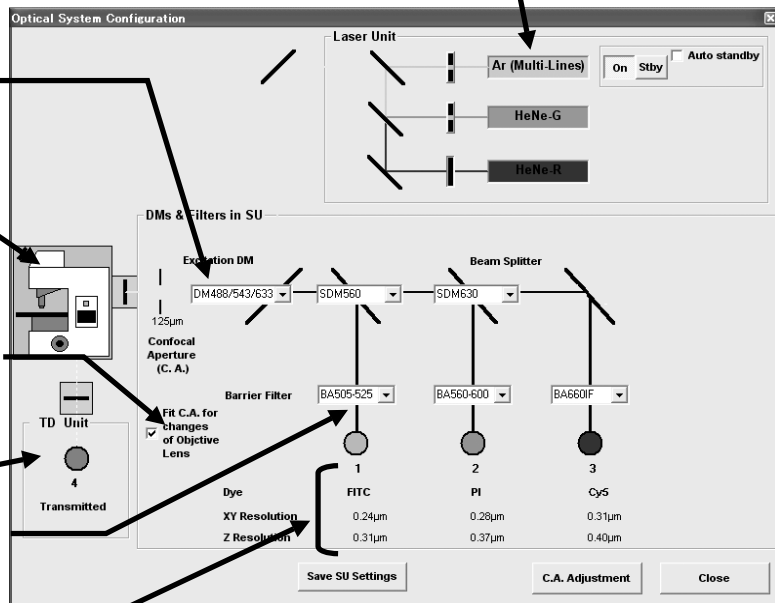 Optical System Configuration
Laser Unit
Ar (Multi-Lines)
On Stby
Auto standby
HeNe-G
HeNe-R
DMs & Filters in SU
Excitation DM
Beam Splitter
DM488/543/633
SDM560
SDM630
125µm
Confocal
Aperture
(C. A.)
Barrier Filter
BA505-525
BA560-600
BA660IF
Fit C.A. for
changes
of Objctive
Lens
TD Unit
4
Transmitted
1 2 3
Dye FITC PI Cy5
XY Resolution 0.24µm 0.28µm 0.31µm
Z Resolution 0.31µm 0.37µm 0.40µm
Save SU Settings
C.A. Adjustment
Close